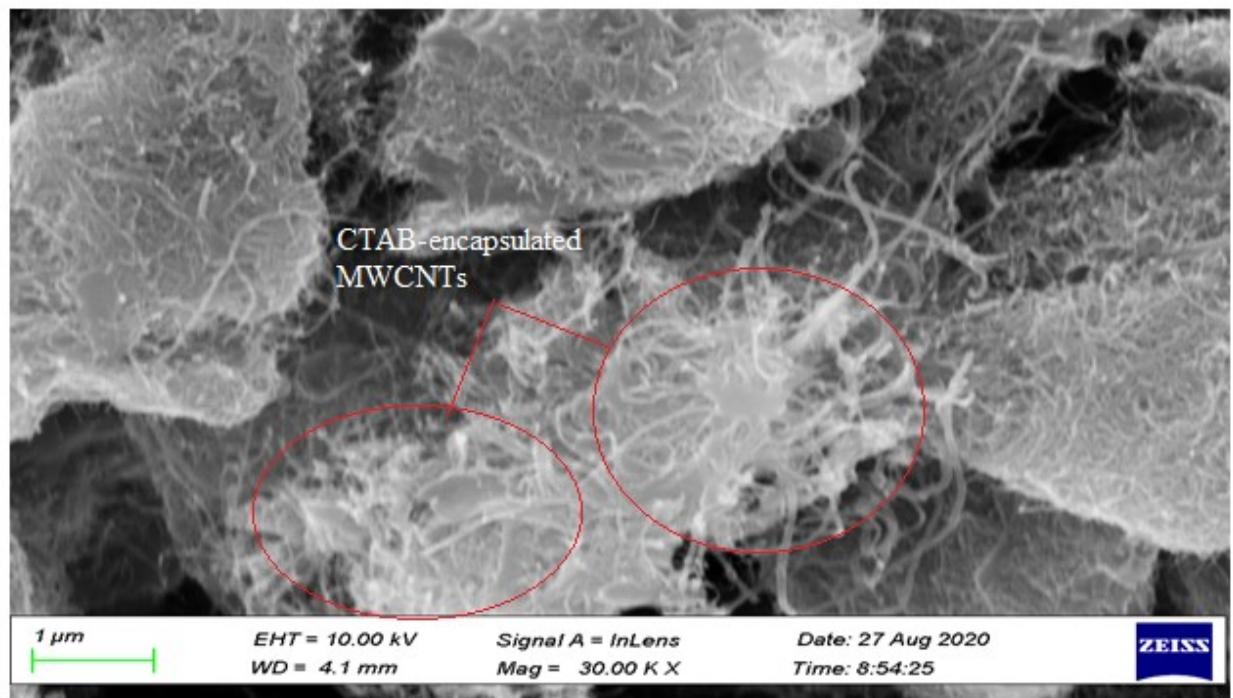 CTAB-encapsulated
MWCNTs
1 µm
EHT = 10.00 kV
Signal A = InLens
Date: 27 Aug 2020
WD = 4.1 mm
Mag = 30.00 K X
Time: 8:54:25
ZEISS